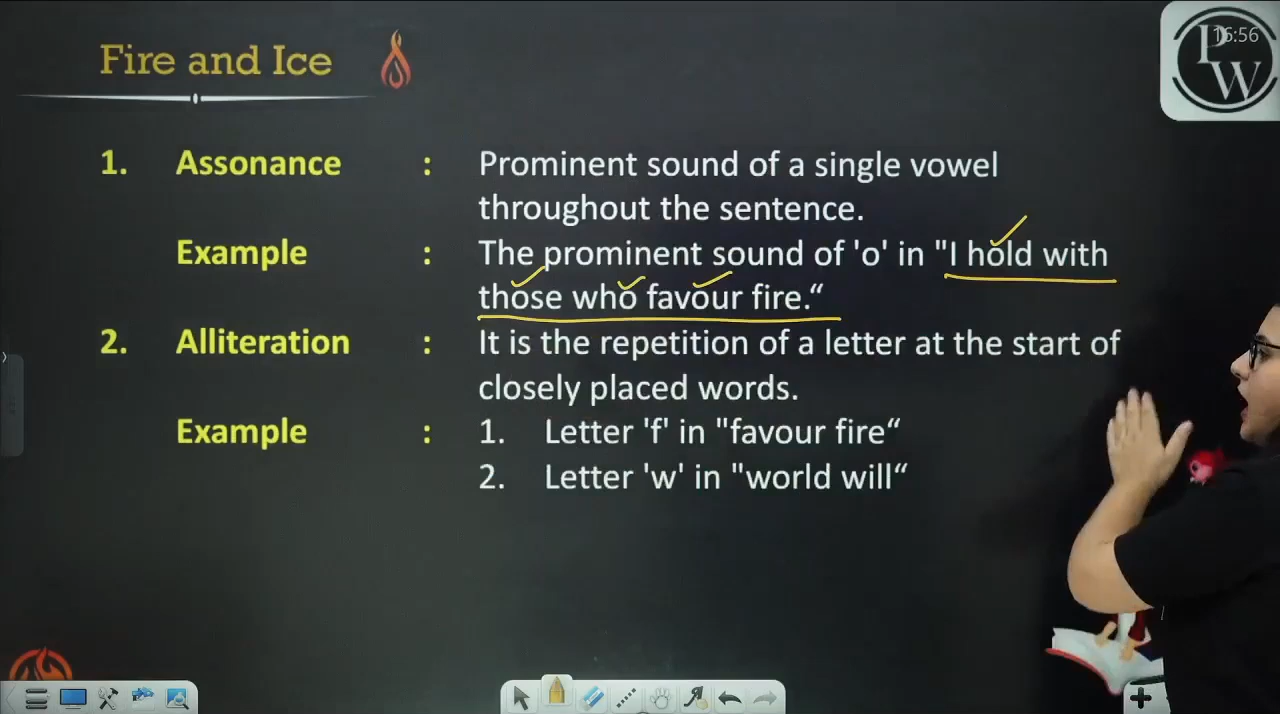 Fire and Ice
PW
16:56
1. Assonance : Prominent sound of a single vowel
throughout the sentence.
Example : The prominent sound of 'o' in "I hold with
those who favour fire.“
2. Alliteration : It is the repetition of a letter at the start of
closely placed words.
Example : 1. Letter 'f' in "favour fire“
2. Letter 'w' in "world will“